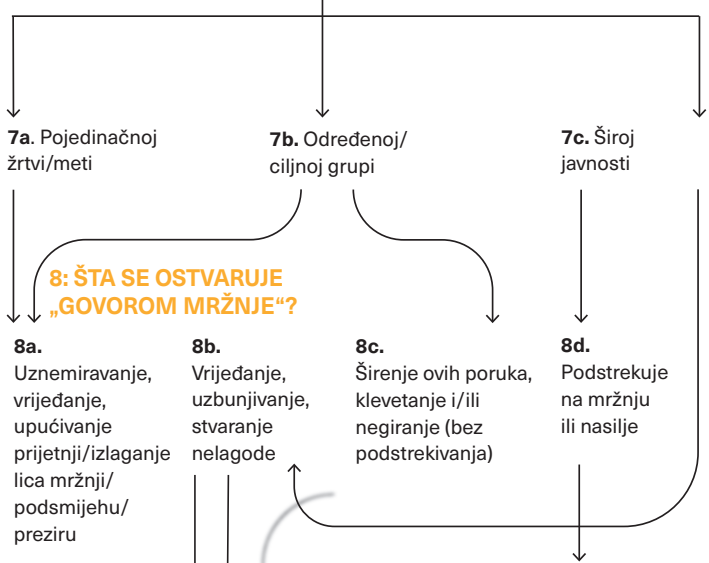 7a. Pojedinačnoj
žrtvi/meti
7b. Određenoj/
ciljnoj grupi
7c. Široj
javnosti
8: ŠTA SE OSTVARUJE
„GOVOROM MRŽNJE“?
8a.
Uznemiravanje,
vrijeđanje,
upućivanje
prijetnji/izlaganje
lica mržnji/
podsmijehu/
preziru
8b.
Vrijeđanje,
uzbunjivanje,
stvaranje
nelagode
8c.
Širenje ovih poruka,
klevetanje i/ili
negiranje (bez
podstrekivanja)
8d.
Podstrekuje
na mržnju
ili nasilje